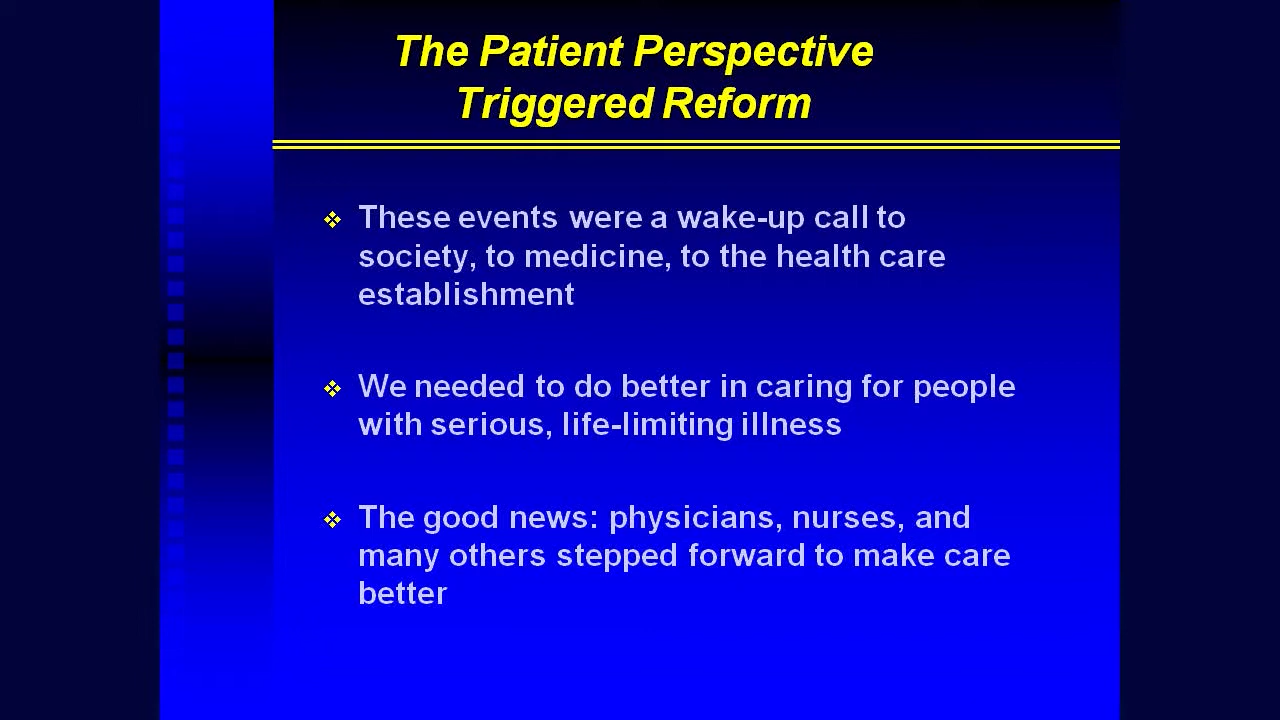 The Patient Perspective
Triggered Reform
These events were a wake-up call to
society, to medicine, to the health care
establishment
We needed to do better in caring for people
with serious, life-limiting illness
The good news: physicians, nurses, and
many others stepped forward to make care
better